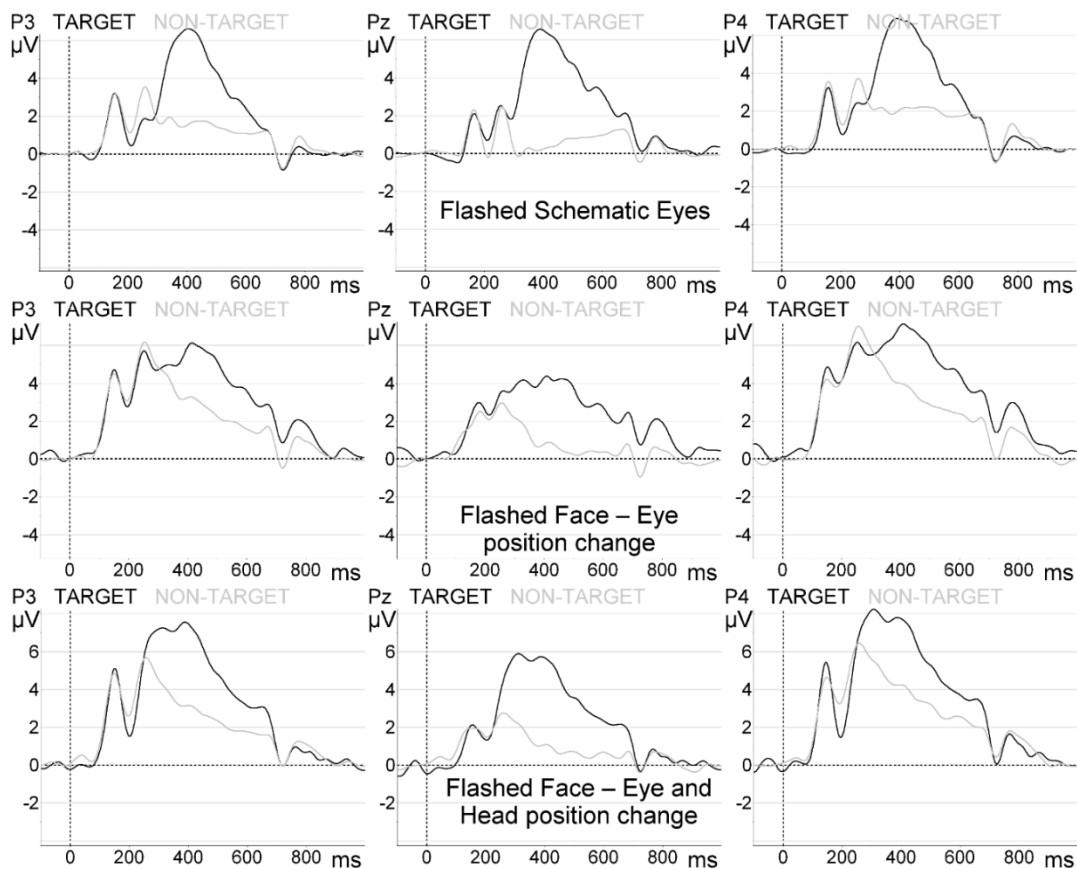 P3 TARGET NON-TARGET
µV
6
4
2
0
-2
-4
0 200 400 600 800 ms
Pz TARGET NON-TARGET
µV
6
4
2
0
-2
-4
Flashed Schematic Eyes
0 200 400 600 800 ms
P4 TARGET NON-TARGET
µV
6
4
2
0
-2
-4
0 200 400 600 800 ms
P3 TARGET NON-TARGET
µV
4
2
0
-2
-4
0 200 400 600 800 ms
Pz TARGET NON-TARGET
µV
4
2
0
-2
-4
Flashed Face – Eye
position change
0 200 400 600 800 ms
P4 TARGET NON-TARGET
µV
4
2
0
-2
-4
0 200 400 600 800 ms
P3 TARGET NON-TARGET
µV
6
4
2
0
-2
0 200 400 600 800 ms
Pz TARGET NON-TARGET
µV
6
4
2
0
-2
Flashed Face – Eye and
Head position change
0 200 400 600 800 ms
P4 TARGET NON-TARGET
µV
6
4
2
0
-2
0 200 400 600 800 ms